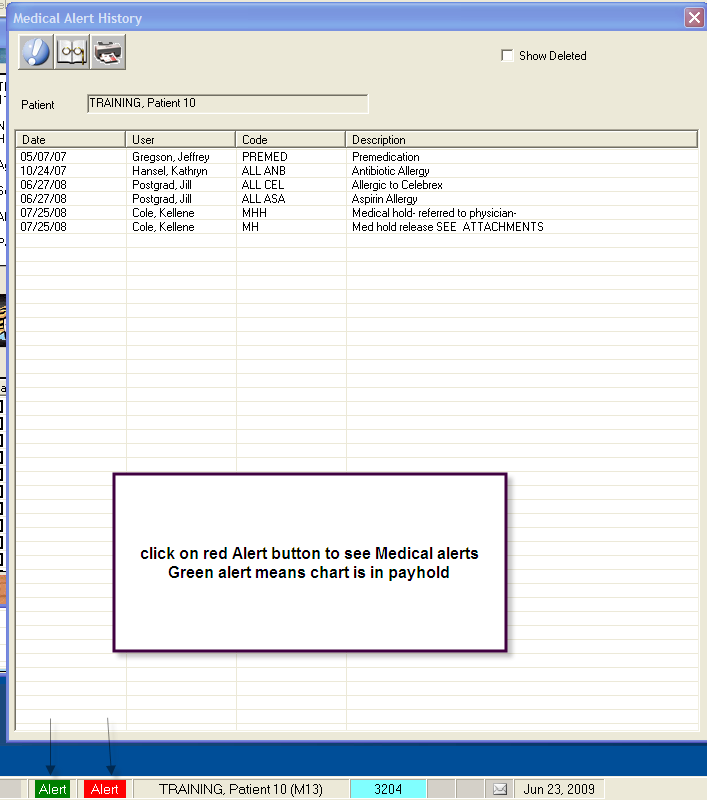 Medical Alert History
Show Deleted
Patient TRAINING, Patient 10
Date User Code Description
05/07/07 Gregson, Jeffrey PREMED Premedication
10/24/07 Hansel, Kathryn ALL ANB Antibiotic Allergy
06/27/08 Postgrad, Jill ALL CEL Allergic to Celebrex
06/27/08 Postgrad, Jill ALL ASA Aspirin Allergy
07/25/08 Cole, Kellene MHH Medical hold- referred to physician-
07/25/08 Cole, Kellene MH Med hold release SEE ATTACHMENTS
click on red Alert button to see Medical alerts
Green alert means chart is in payhold
Alert Alert TRAINING, Patient 10 (M13) 3204 Jun 23, 2009